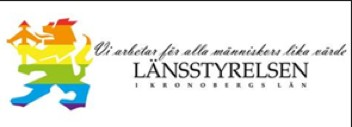 Vi arbetar för alla människors lika värde
LÄNSSTYRELSEN
I KRONOBERGS LÄN